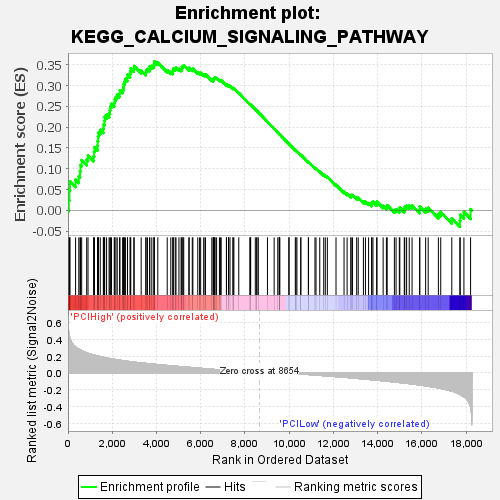 Enrichment plot:
KEGG_CALCIUM_SIGNALING_PATHWAY
Enrichment score (ES)
0.35
0.30
0.25
0.20
0.15
0.10
0.05
0.00
-0.05
Ranked list metric (Signal2Noise)
0.6
0.4
0.2
0.0
-0.2
-0.4
-0.6
'PCIHigh' (positively correlated)
Zero cross at 8654
'PCILow' (negatively correlated)
0
2,000
4,000
6,000
8,000
10,000
12,000
14,000
16,000
18,000
Rank in Ordered Dataset
Enrichment profile
Hits
Ranking metric scores